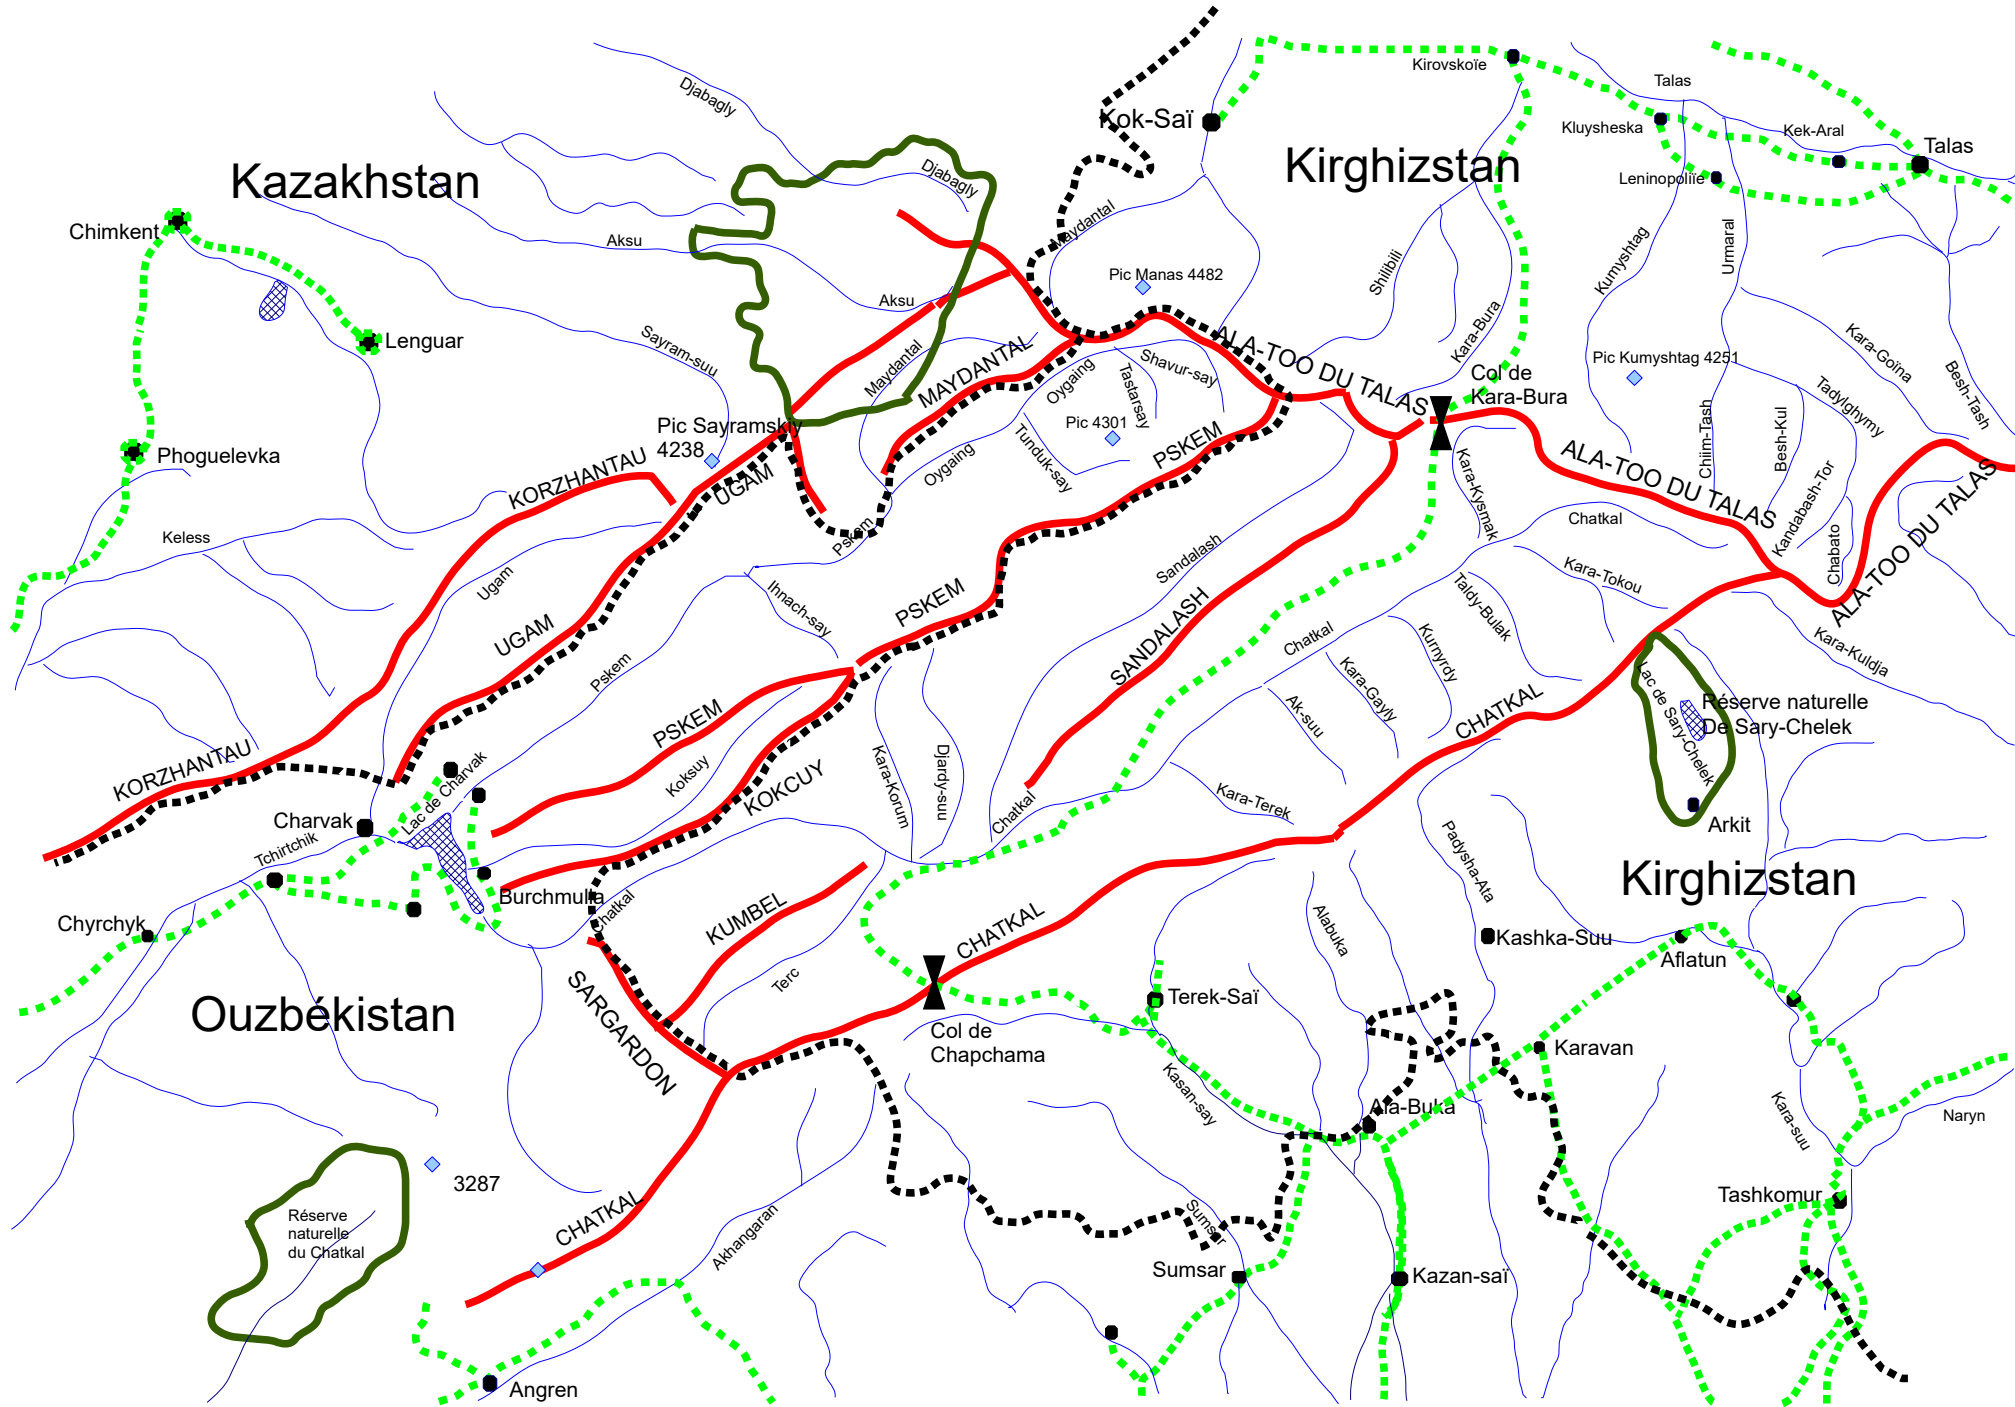 Kirovskoïe
Talas
Djabagly
Kok-Saï
Kluysheska
Kek-Aral
Talas
Kirghizstan
Kazakhstan
Djabagly
Leninopoliïe
Chimkent
Maydantal
Aksu
Kumyshtag
Urmaral
Shilibili
Pic Manas 4482
Aksu
Kara-Bura
Lenguar
Sayram-suu
Maydantal
MAYDANTAL
ALA-TOO DU TALAS
Kara-Goïna
Shavur-say
Pic Kumyshtag 4251
Oygaing
Tastarsay
Col de
Kara-Bura
Besh-Tash
Tadylghymy
Pic Sayramskiy
4238
Pic 4301
PSKEM
Chiim-Tash
Besh-Kul
Phoguelevka
KORZHANTAU
UGAM
Oygaing
Tunduk-say
Kara-Kysmak
ALA-TOO DU TALAS
Kandabash-Tor
ALA-TOO DU TALAS
Keless
Pskem
Chatkal
Chabato
Ugam
Sandalash
Kara-Tokou
Ihnach-say
PSKEM
Taldy-Bulak
UGAM
SANDALASH
Chatkal
Kurnyrdy
Kara-Kuldja
Pskem
Kara-Gayly
Ak-suu
Lac de Sary-Chelek
Réserve naturelle
De Sary-Chelek
PSKEM
CHATKAL
KORZHANTAU
Koksuy
KOKCUY
Kara-Korum
Djardy-suu
Lac de Charvak
Chatkal
Kara-Terek
Charvak
Tchirtchik
Arkit
Padysha-Ata
Kirghizstan
Burchmulla
Chatkal
KUMBEL
CHATKAL
Alabuka
Chyrchyk
Kashka-Suu
Aflatun
Terc
SARGARDON
Ouzbékistan
Terek-Saï
Col de
Chapchama
Karavan
Kasan-say
Ala-Buka
Kara-suu
Naryn
3287
Tashkomur
CHATKAL
Réserve
naturelle
du Chatkal
Akhangaran
Sumsar
Sumsar
Kazan-saï
Angren